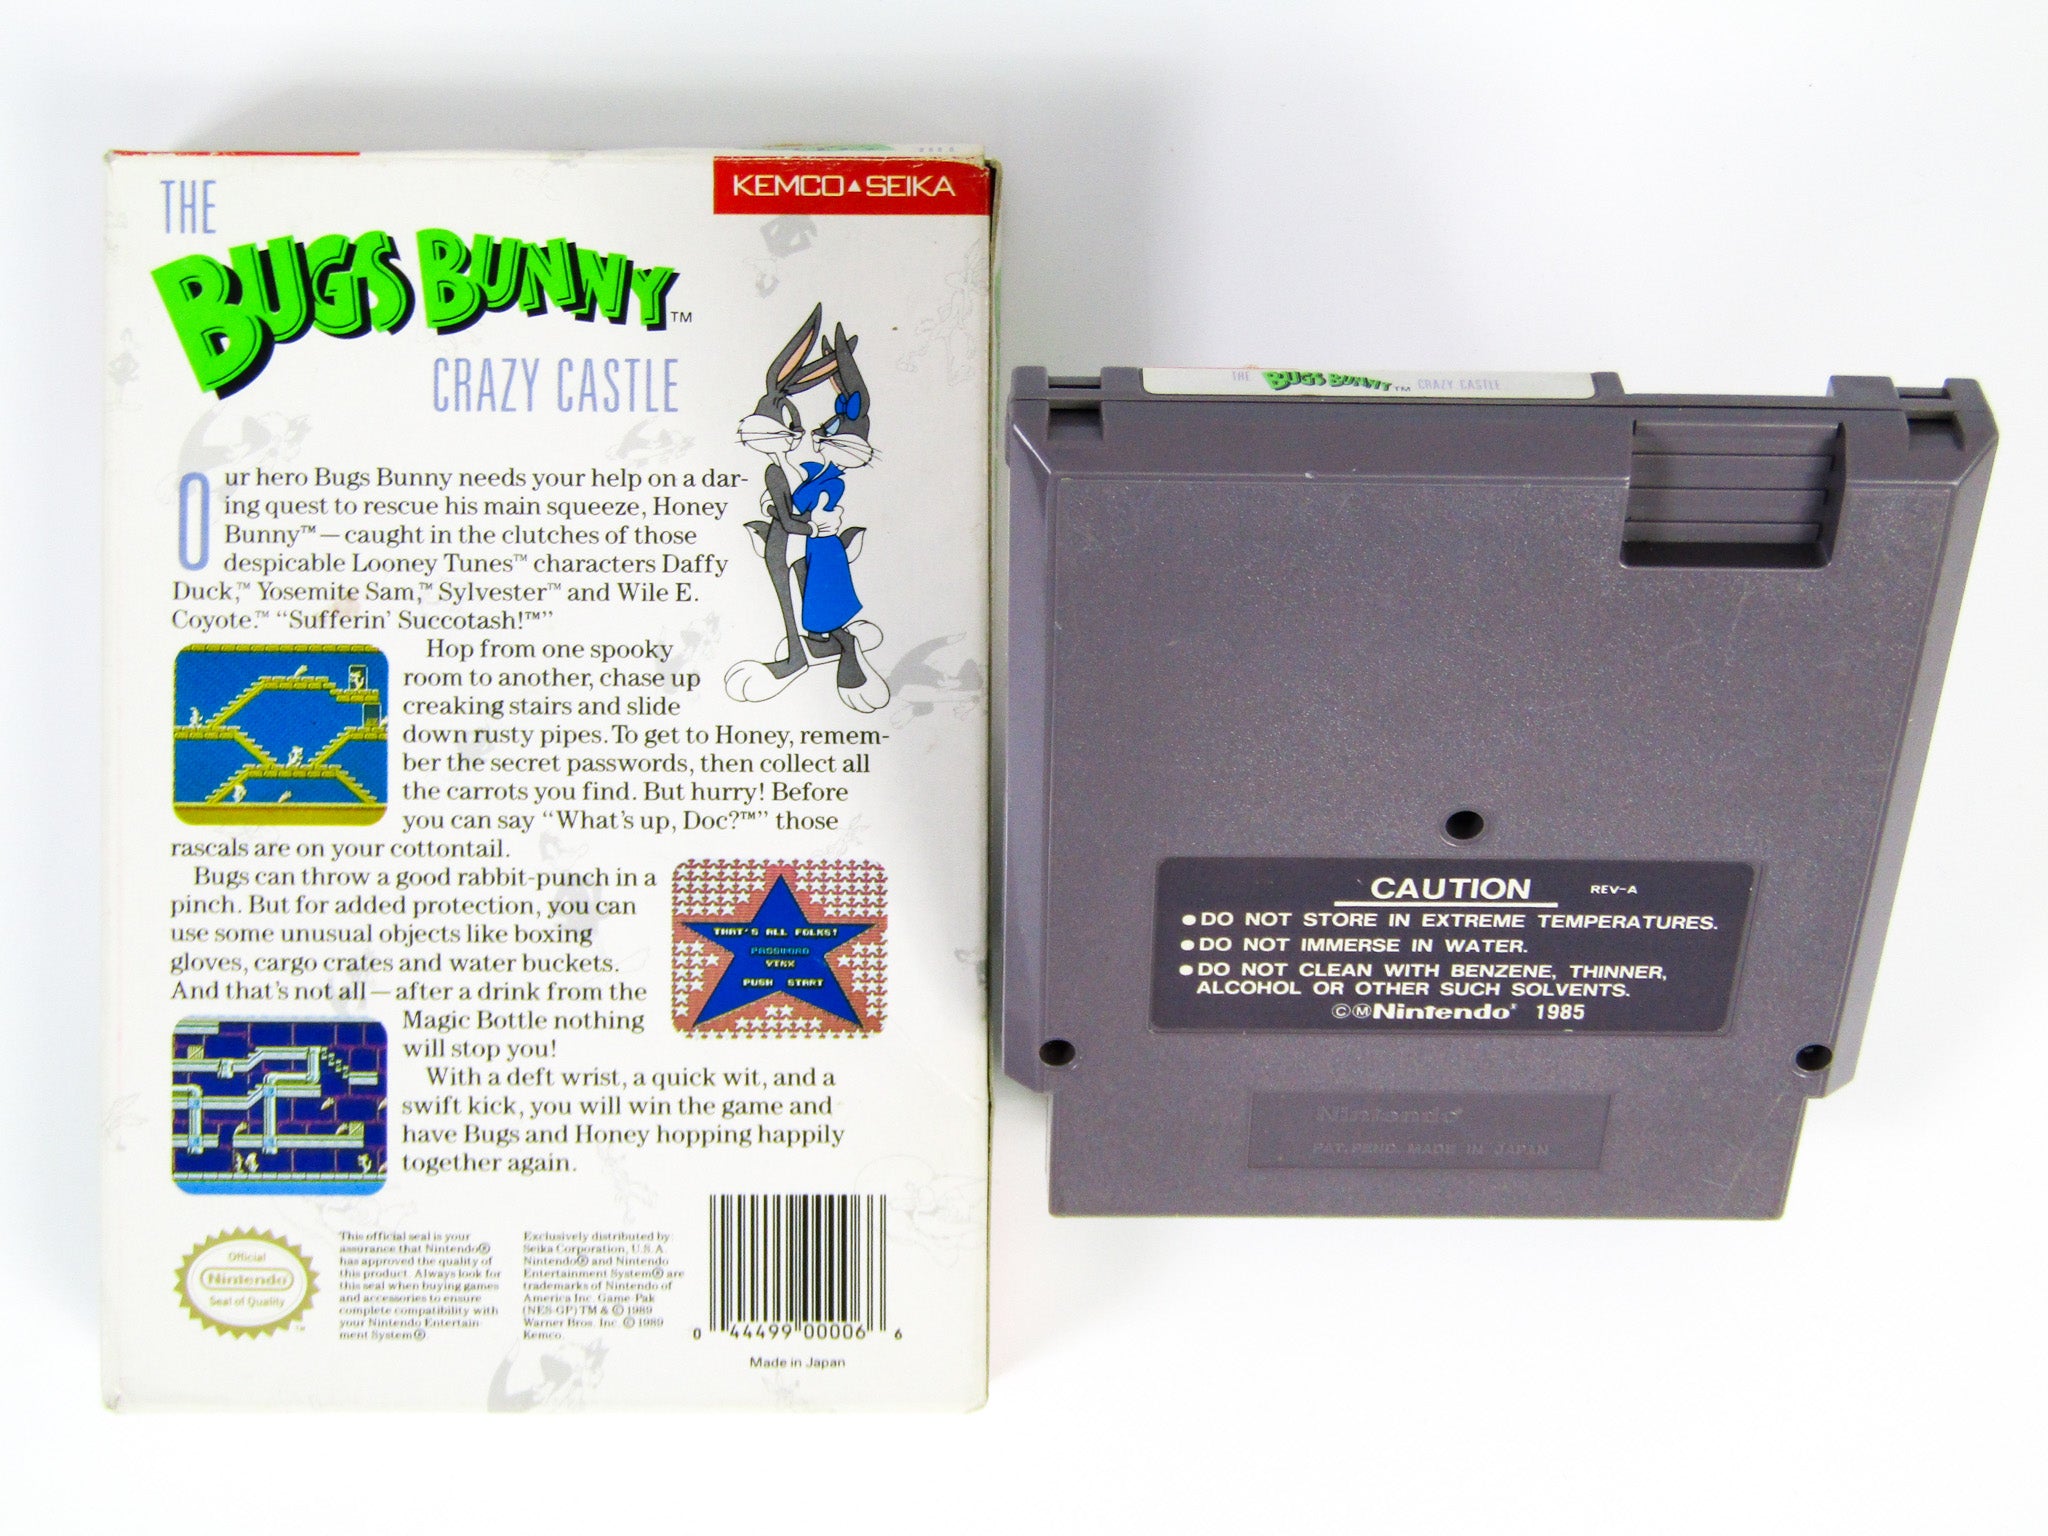 THE
BUGS BUNNY™
CRAZY CASTLE
KEMCO▲SEIKA
Our hero Bugs Bunny needs your help on a dar-
ing quest to rescue his main squeeze, Honey
Bunny™—caught in the clutches of those
despicable Looney Tunes™ characters Daffy
Duck,™ Yosemite Sam,™ Sylvester™ and Wile E.
Coyote.™ “Sufferin’ Succotash!™”
Hop from one spooky
room to another, chase up
creaking stairs and slide
down rusty pipes. To get to Honey, remem-
ber the secret passwords, then collect all
the carrots you find. But hurry! Before
you can say “What’s up, Doc?™” those
rascals are on your cottontail.
Bugs can throw a good rabbit-punch in a
pinch. But for added protection, you can
use some unusual objects like boxing
gloves, cargo crates and water buckets.
And that’s not all—after a drink from the
Magic Bottle nothing
will stop you!
With a deft wrist, a quick wit, and a
swift kick, you will win the game and
have Bugs and Honey hopping happily
together again.
THAT'S ALL FOLKS!
PASSWORD
PUSH START
Official
Nintendo
Seal of Quality
™
This official seal is your
assurance that Nintendo®
has approved the quality of
this product. Always look for
this seal when buying games
and accessories to ensure
complete compatibility with
your Nintendo Entertain-
ment System®
Exclusively distributed by:
Seika Corporation, U.S.A.
Nintendo® and Nintendo
Entertainment System® are
trademarks of Nintendo of
America Inc. Game Pak
(NES-GP) TM & © 1989
Warner Bros. Inc. © 1989
Kemco.
0 44499 00006 6
Made in Japan
THE BUGS BUNNY™ CRAZY CASTLE
CAUTION REV-A
●DO NOT STORE IN EXTREME TEMPERATURES.
●DO NOT IMMERSE IN WATER.
●DO NOT CLEAN WITH BENZENE, THINNER,
ALCOHOL OR OTHER SUCH SOLVENTS.
©ⓂNintendo® 1985
Nintendo®
PAT. PEND. MADE IN JAPAN